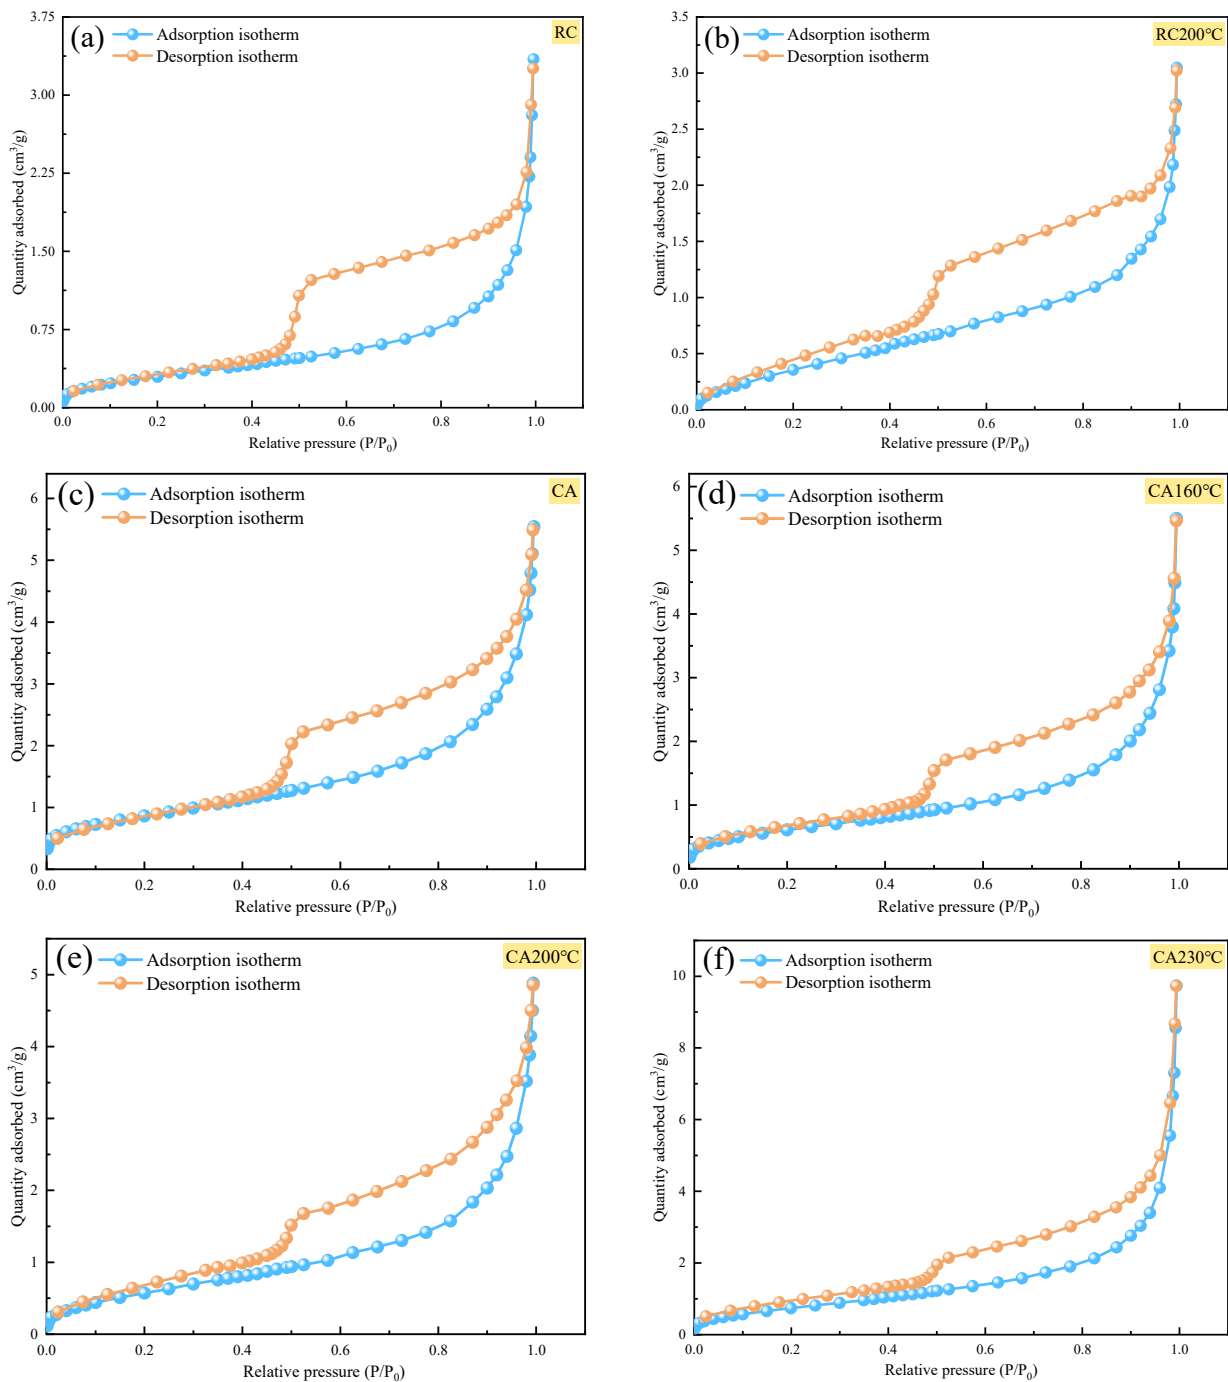 (a)
RC
Adsorption isotherm
Desorption isotherm
Quantity adsorbed (cm³/g)
3.75
3.00
2.25
1.50
0.75
0.00
0.0 0.2 0.4 0.6 0.8 1.0
Relative pressure (P/P₀)
(b)
RC200℃
Adsorption isotherm
Desorption isotherm
Quantity adsorbed (cm³/g)
3.5
3.0
2.5
2.0
1.5
1.0
0.5
0.0
0.0 0.2 0.4 0.6 0.8 1.0
Relative pressure (P/P₀)
(c)
CA
Adsorption isotherm
Desorption isotherm
Quantity adsorbed (cm³/g)
6
5
4
3
2
1
0
0.0 0.2 0.4 0.6 0.8 1.0
Relative pressure (P/P₀)
(d)
CA160℃
Adsorption isotherm
Desorption isotherm
Quantity adsorbed (cm³/g)
6
5
4
3
2
1
0
0.0 0.2 0.4 0.6 0.8 1.0
Relative pressure (P/P₀)
(e)
CA200℃
Adsorption isotherm
Desorption isotherm
Quantity adsorbed (cm³/g)
5
4
3
2
1
0
0.0 0.2 0.4 0.6 0.8 1.0
Relative pressure (P/P₀)
(f)
CA230℃
Adsorption isotherm
Desorption isotherm
Quantity adsorbed (cm³/g)
10
8
6
4
2
0
0.0 0.2 0.4 0.6 0.8 1.0
Relative pressure (P/P₀)